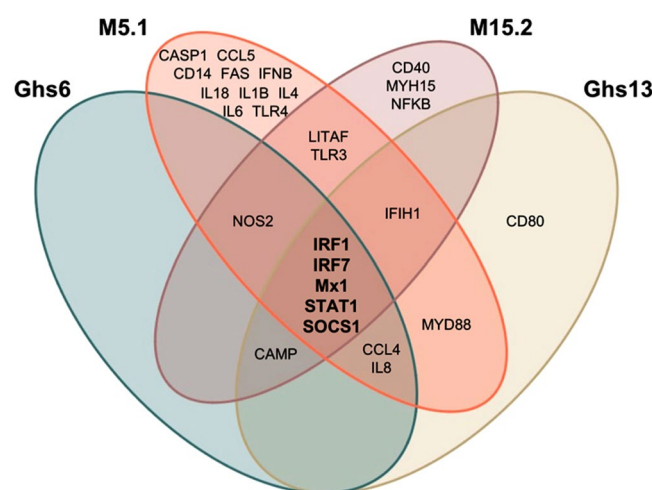 M5.1
M15.2
Ghs6
Ghs13
CASP1 CCL5
CD14 FAS IFNB
IL18 IL1B IL4
IL6 TLR4
CD40
MYH15
NFKB
LITAF
TLR3
NOS2
IFIH1
CD80
IRF1
IRF7
Mx1
STAT1
SOCS1
MYD88
CAMP
CCL4
IL8